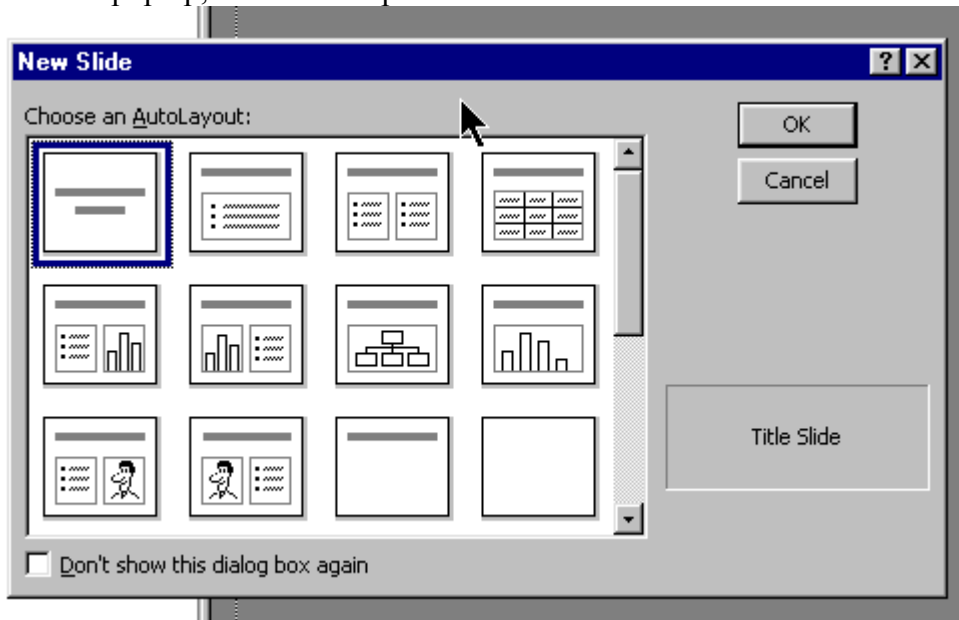 New Slide
Choose an AutoLayout:
OK
Cancel
Title Slide
Don't show this dialog box again